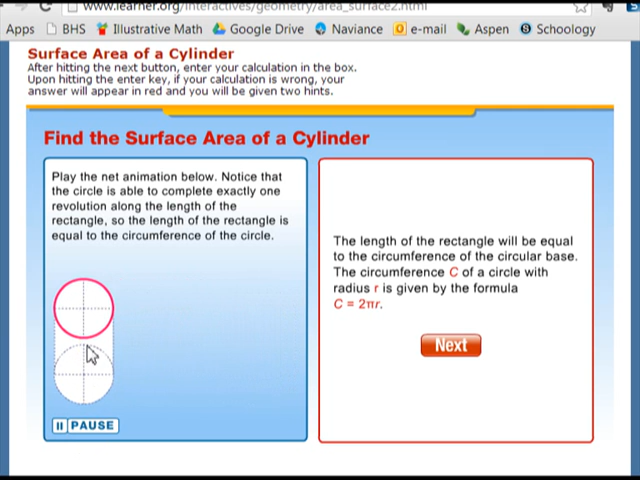 www.learner.org/interactives/geometry/area_surface2.html
Apps BHS Illustrative Math Google Drive Naviance e-mail Aspen Schoology
Surface Area of a Cylinder
After hitting the next button, enter your calculation in the box.
Upon hitting the enter key, if your calculation is wrong, your
answer will appear in red and you will be given two hints.
Find the Surface Area of a Cylinder
Play the net animation below. Notice that
the circle is able to complete exactly one
revolution along the length of the
rectangle, so the length of the rectangle is
equal to the circumference of the circle.
PAUSE
The length of the rectangle will be equal
to the circumference of the circular base.
The circumference C of a circle with
radius r is given by the formula
C = 2πr.
Next